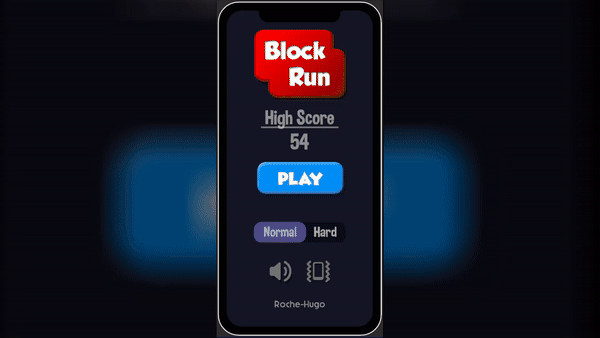 Block
Run
High Score
54
PLAY
Normal Hard
Roche-Hugo